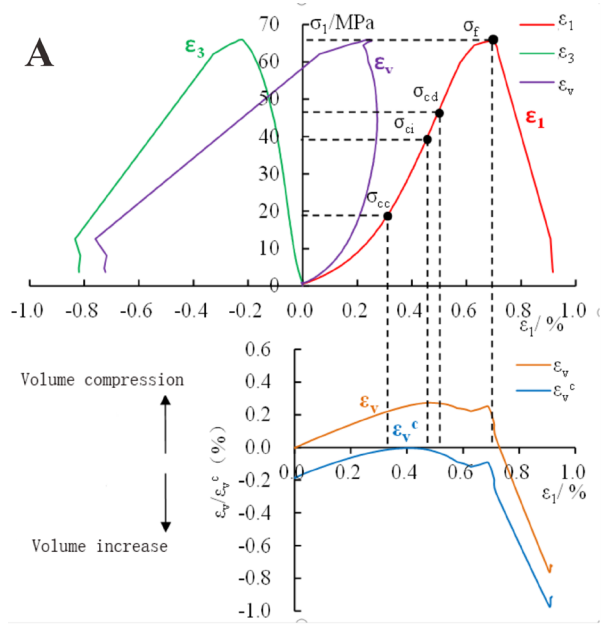 A
70
σ₁/MPa
σf
ε₁
ε₃
εv
60
ε₃
εv
50
σcd
ε₁
40
σci
30
20
σcc
10
0
-1.0 -0.8 -0.6 -0.4 -0.2 0.0 0.2 0.4 0.6 0.8 1.0
ε₁/ %
0.6
εv
εvᶜ
0.4
Volume compression
εv
εvᶜ
0.2
0.0
0.0 0.2 0.4 0.6 0.8 1.0
ε₁/ %
-0.2
-0.4
-0.6
-0.8
-1.0
εv/εvᶜ (%)
Volume increase